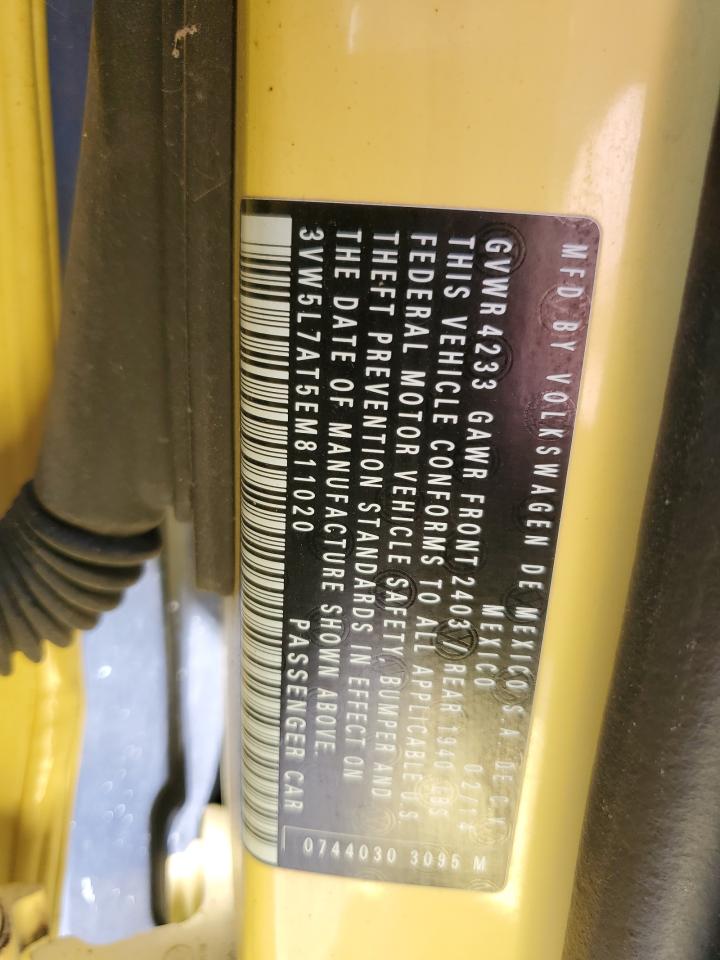 MFD BY VOLKSWAGEN DE MEXICO S.A. DE C.V.
MEXICO 02/14
GVWR 4233 GAWR FRONT 2403 / REAR 1940 LBS
THIS VEHICLE CONFORMS TO ALL APPLICABLE U.S.
FEDERAL MOTOR VEHICLE SAFETY, BUMPER AND
THEFT PREVENTION STANDARDS IN EFFECT ON
THE DATE OF MANUFACTURE SHOWN ABOVE.
3VW5L7AT5EM811020 PASSENGER CAR
0744030 3095 M